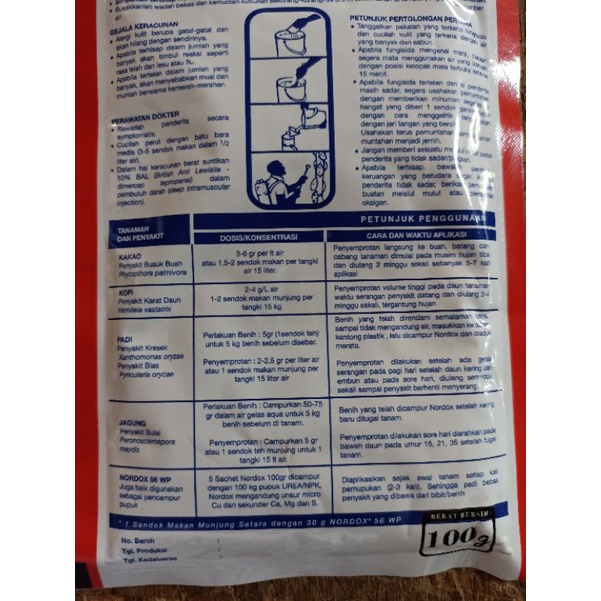 air.
GEJALA KERACUNAN
Alergi kulit berupa gatal-gatal dan
akan hilang dengan sendirinya.
Apabila terhisap dalam jumlah yang
banyak akan timbul reaksi seperti
rasa lelah dan lesu atau flu.
Apabila tertelan dalam jumlah yang
banyak, akan menyebabkan mual dan
muntah berwarna kemerah-merahan.
PERAWATAN DOKTER
Rawatlah penderita secara
symptomalis.
Cucilah perut dengan batu bara
medis (3-5 sendok makan dalam 1/2
liter air).
Dalam hal keracunan berat suntikan
10% BAL (British Anti Lewisite -
dimercap tepropana) dalam
pembuluh darah (deep intramuscular
injection).
PETUNJUK PERTOLONGAN
Tanggalkan pakaian yang terkena
dan cucilah kulit yang terkena dengan air
yang banyak dan sabun.
Apabila fungisida mengenai mata,
segera mata menggunakan air yang
dengan posisi kelopak mata terbuka
15 menit.
Apabila fungisida tertelan dan si penderita
masih sadar, segera usahakan
dengan memberikan minuman
hangat yang diberi 1 sendok
dengan cara menggelitik
dengan jari tangan yang
Usahakan terus pemuntahan
muntahan menjadi jernih.
Jangan memberi sesuatu melalui
penderita yang tidak sadar/pingsan.
Apabila terhisap, bawalah
keruangan yang berudara segar,
penderita tidak sadar, berikan
buatan melalui mulut atau
oksigen.
PETUNJUK PENGGUNAAN
TANAMAN
DAN PENYAKIT
DOSIS/KONSENTRASI
CARA DAN WAKTU APLIKASI
KAKAO
Penyakit Busuk Buah
Phytopthora palmivora
3-6 gr per lt air
atau 1,5-2 sendok makan per tangki
air 15 liter.
Penyemprotan langsung ke buah, batang dan
cabang tanaman dimulai pada musim hujan
dan diulang 2 minggu sekali sebanyak 5-7 kali
aplikasi
KOPI
Penyakit Karat Daun
Hemileia vastatrix
2-4 g/L air
1-2 sendok makan munjung per
tangki 15 kg
Penyemprotan volume tinggi pada daun tanaman
waktu serangan penyakit datang dan diulang 2-4
minggu sekali, tergantung hujan
PADI
Penyakit Kresek
Xanthomonas oryzae
Penyakit Blas
Pyricularia orycae
Perlakuan Benih : 5gr (1sendok teh)
untuk 5 kg benih sebelum disebar.
Penyemprotan : 2-2,5 gr per liter air
atau 1 sendok makan munjung per
tangki 15 liter air
Benih yang telah direndam semalaman
sampai tidak mengandung air, masukkan ke
kantong plastik, lalu dicampur Nordox dan
merata.
Penyemprotan dilakukan setelah ada gejala
serangan pada pagi hari setelah daun kering dari
embun atau pada sore hari, diulang
sekali sampai penyakit berhenti menyerang.
JAGUNG
Penyakit Bulai
Peronosclerospora
maydis
Perlakuan Benih : Campurkan 50-75
gr dalam air gelas aqua untuk 5 kg
benih sebelum di tanam.
Penyemprotan : Campurkan 5 gr
atau 1 sendok teh munjung untuk 1
tangki 15 lt air.
Benih yang telah dicampur Nordox setelah kering
baru ditugal tanam.
Penyemprotan dilakukan sore hari diarahkan pada
bawah daun pada umur 15, 21, 35 setelah tugal
tanam.
NORDOX 56 WP
Juga baik digunakan
sebagai pencampur
pupuk
5 Sachet Nordox 100gr dicampur
dengan 100 kg pupuk UREA/NPK,
Nordox mengandung unsur micro
Cu dan sekunder Ca, Mg dan S.
Diaplikasikan sejak awal tanam setiap kali
pemupukan (2-3 kali). Sehingga padi bebas
penyakit yang dibawa dari bibit/benih
* 1 Sendok Makan Munjung Setara dengan 30 g NORDOX® 56 WP
No. Barch :
Tgl. Produksi
Tgl. Kadaluarsa
BERAT BERSIH
100g